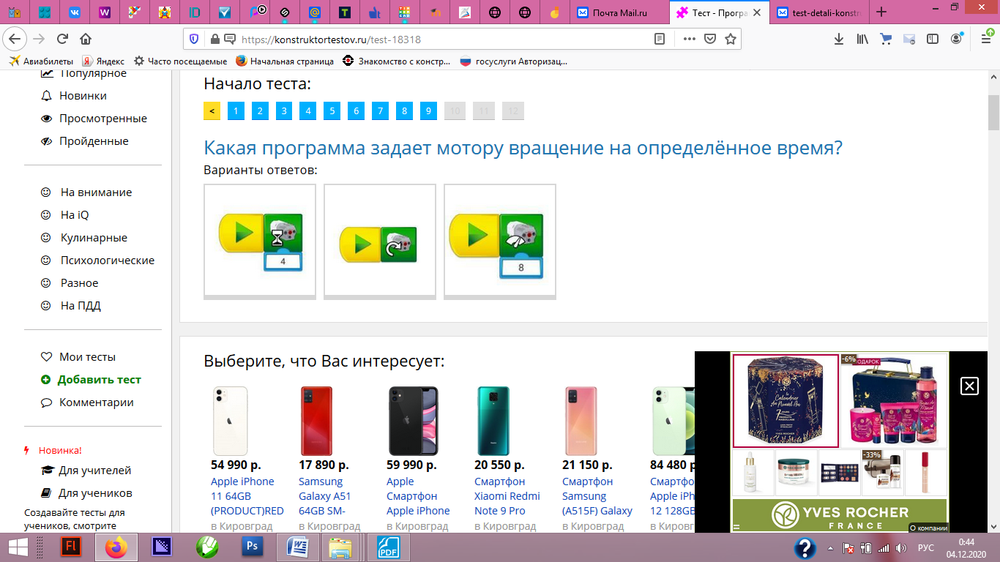 Почта Mail.ru
Тест - Програ
test-detali-konstr
https://konstruktortestov.ru/test-18318
Авиабилеты
Яндекс
Часто посещаемые
Начальная страница
Знакомство с констр...
госуслуги Авторизац...
Популярное
Новинки
Просмотренные
Пройденные
На внимание
На iQ
Кулинарные
Психологические
Разное
На ПДД
Мои тесты
Добавить тест
Комментарии
Новинка!
Для учителей
Для учеников
Создавайте тесты для
учеников, смотрите
Начало теста:
< 1 2 3 4 5 6 7 8 9 10 11 12
Какая программа задает мотору вращение на определённое время?
Варианты ответов:
4
8
Выберите, что Вас интересует:
54 990 р.
Apple iPhone
11 64GB
(PRODUCT)RED
в Кировград
17 890 р.
Samsung
Galaxy A51
64GB SM-
в Кировград
59 990 р.
Apple
Смартфон
Apple iPhone
в Кировград
20 550 р.
Смартфон
Xiaomi Redmi
Note 9 Pro
в Кировград
21 150 р.
Смартфон
Samsung
(A515F) Galaxy
в Кировград
84 480 р
Смартфо
Apple iPh
12 128GB
в Кировг
-6%
ПОДАРОК
7
YVES ROCHER
-33%
YVES ROCHER
FRANCE
О компании
Fl
Ps
W
PDF
?
РУС
0:44
04.12.2020